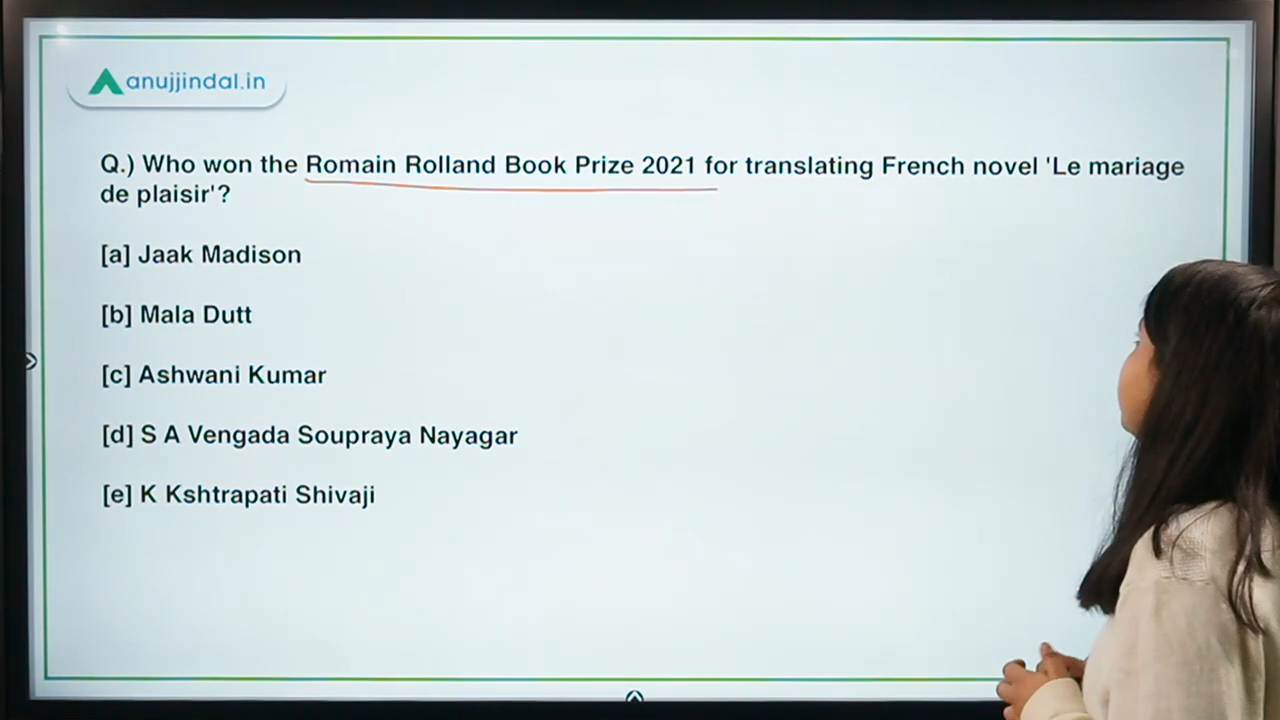 anujjindal.in
Q.) Who won the Romain Rolland Book Prize 2021 for translating French novel 'Le mariage
de plaisir'?
[a] Jaak Madison
[b] Mala Dutt
[c] Ashwani Kumar
[d] S A Vengada Soupraya Nayagar
[e] K Kshtrapati Shivaji